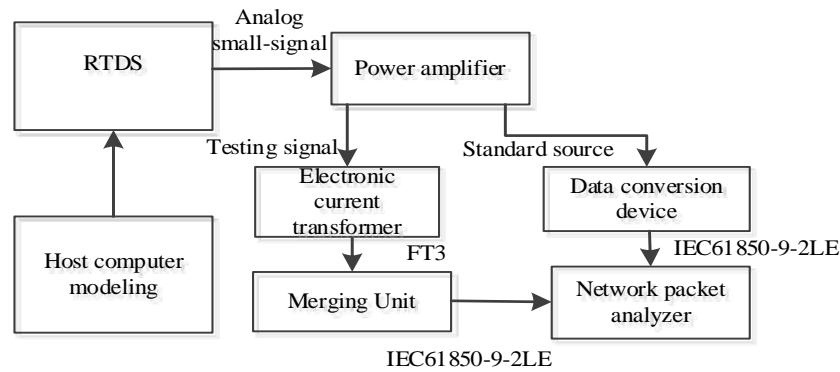 Analog
small-signal
RTDS
Power amplifier
Testing signal
Standard source
Electronic
current
transformer
Data conversion
device
Host computer
modeling
FT3
IEC61850-9-2LE
Merging Unit
Network packet
analyzer
IEC61850-9-2LE